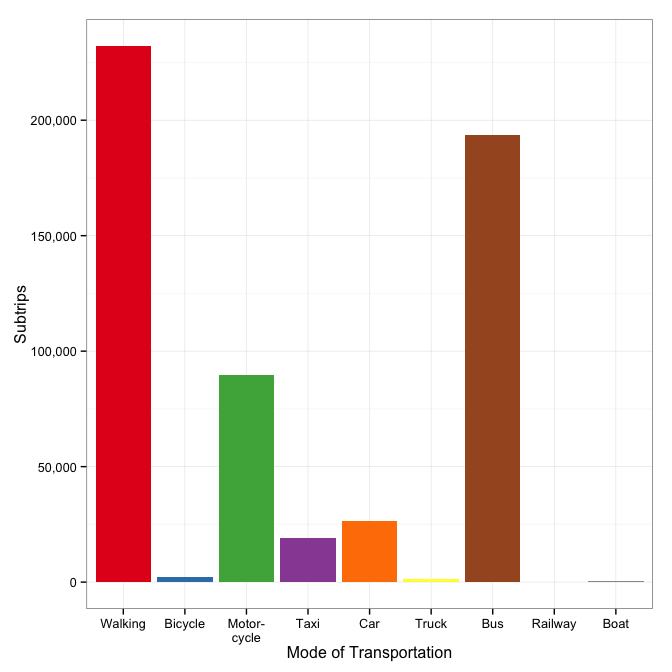 200,000
150,000
100,000
50,000
0
Subtrips
Walking
Bicycle
Motor-
cycle
Taxi
Car
Truck
Bus
Railway
Boat
Mode of Transportation